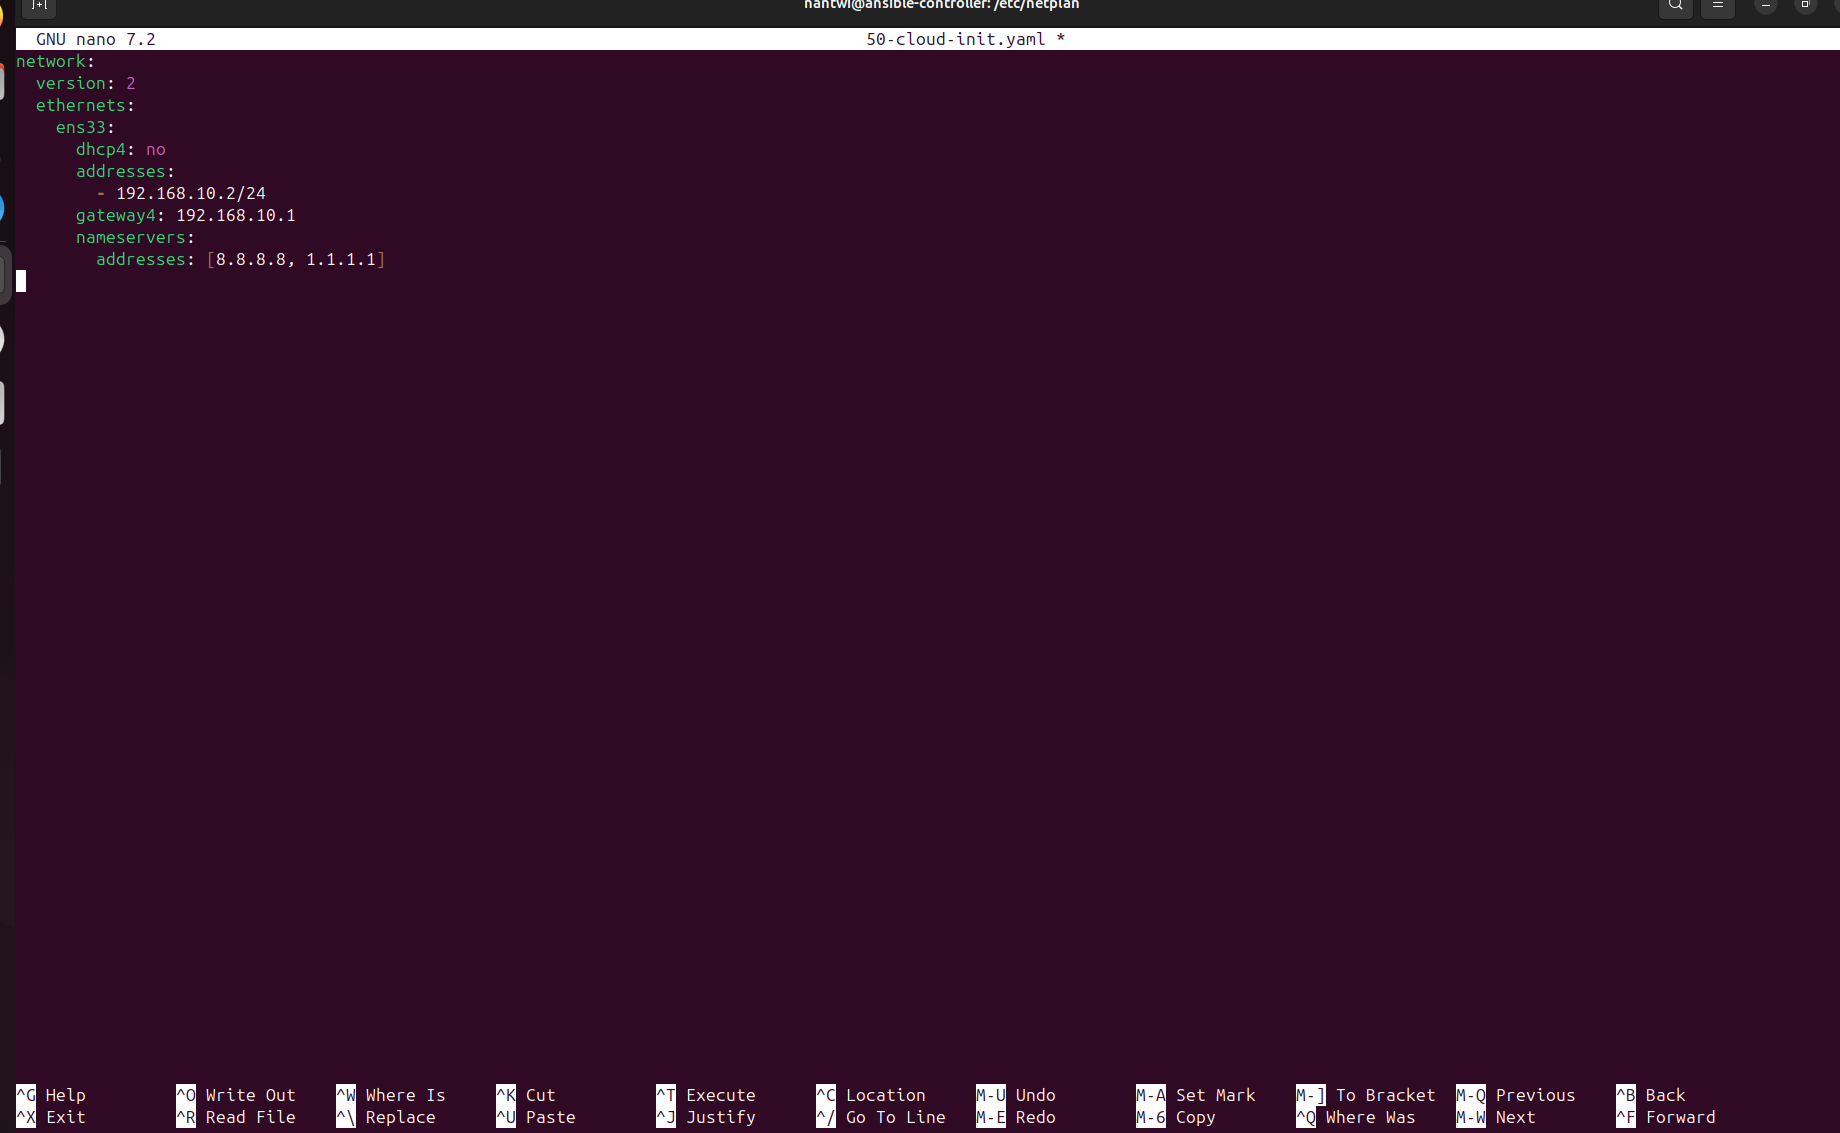 nantwi@ansible-controller: /etc/netplan
GNU nano 7.2 50-cloud-init.yaml *
network:
  version: 2
  ethernets:
    ens33:
      dhcp4: no
      addresses:
        - 192.168.10.2/24
      gateway4: 192.168.10.1
      nameservers:
        addresses: [8.8.8.8, 1.1.1.1]
^G Help ^O Write Out ^W Where Is ^K Cut ^T Execute ^C Location M-U Undo M-A Set Mark M-] To Bracket M-Q Previous ^B Back
^X Exit ^R Read File ^\ Replace ^U Paste ^J Justify ^/ Go To Line M-E Redo M-6 Copy ^Q Where Was M-W Next ^F Forward